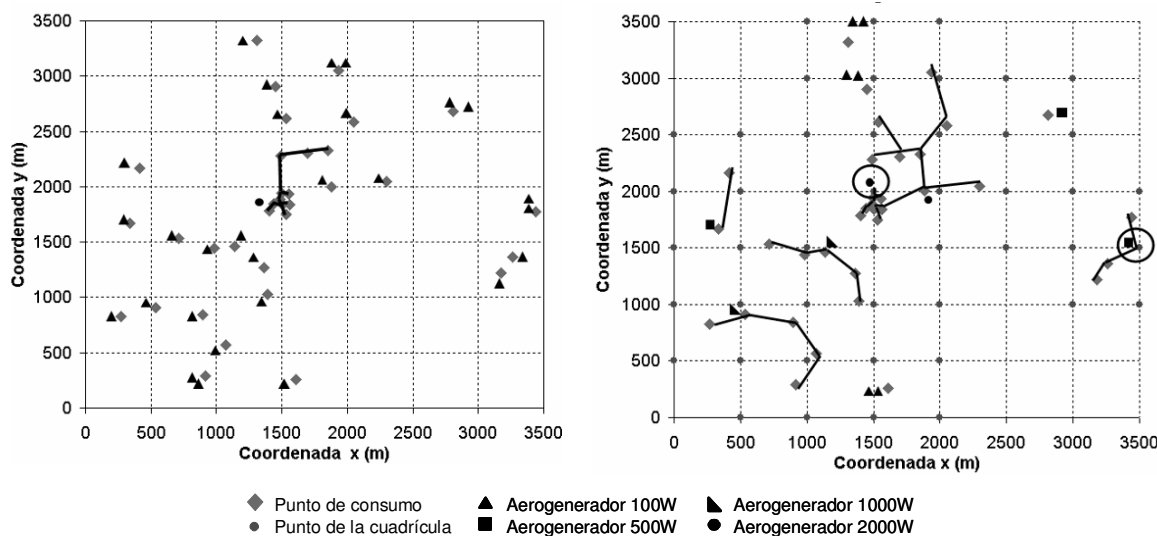 3500
3000
2500
2000
1500
1000
500
0
Coordenada y (m)
0 500 1000 1500 2000 2500 3000 3500
Coordenada x (m)
3500
3000
2500
2000
1500
1000
500
0
Coordenada y (m)
0 500 1000 1500 2000 2500 3000 3500
Coordenada x (m)
Punto de consumo Aerogenerador 100W Aerogenerador 1000W
Punto de la cuadrícula Aerogenerador 500W Aerogenerador 2000W